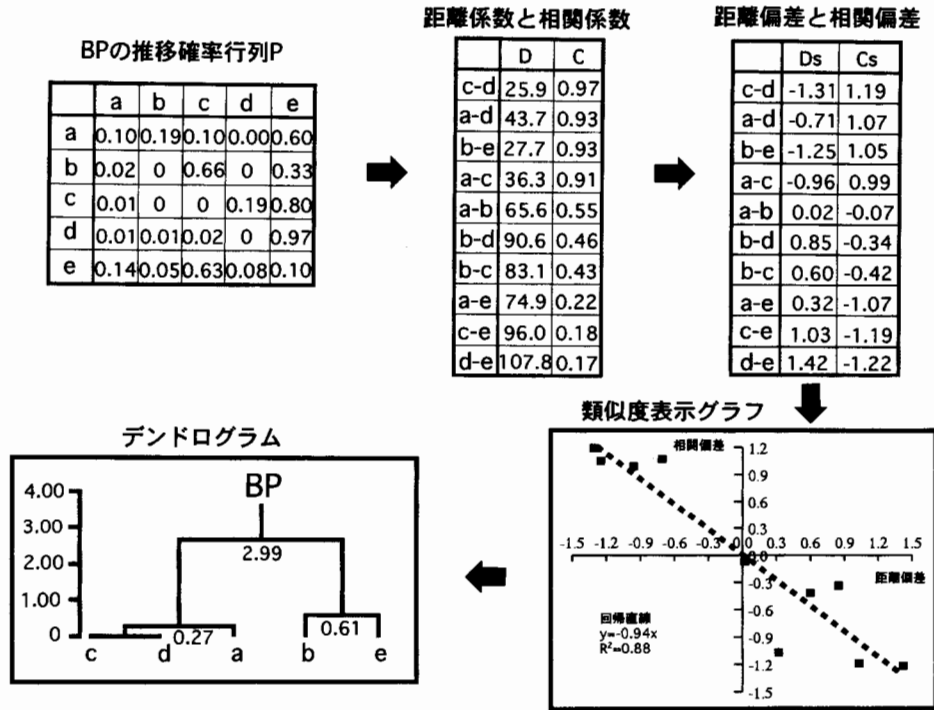 BPの推移確率行列P
a b c d e
a 0.10 0.19 0.10 0.00 0.60
b 0.02 0 0.66 0 0.33
c 0.01 0 0 0.19 0.80
d 0.01 0.01 0.02 0 0.97
e 0.14 0.05 0.63 0.08 0.10
距離係数と相関係数
D C
c-d 25.9 0.97
a-d 43.7 0.93
b-e 27.7 0.93
a-c 36.3 0.91
a-b 65.6 0.55
b-d 90.6 0.46
b-c 83.1 0.43
a-e 74.9 0.22
c-e 96.0 0.18
d-e 107.8 0.17
距離偏差と相関偏差
Ds Cs
c-d -1.31 1.19
a-d -0.71 1.07
b-e -1.25 1.05
a-c -0.96 0.99
a-b 0.02 -0.07
b-d 0.85 -0.34
b-c 0.60 -0.42
a-e 0.32 -1.07
c-e 1.03 -1.19
d-e 1.42 -1.22
デンドログラム
BP
4.00
3.00
2.00
1.00
0
2.99
0.27
0.61
c d a b e
類似度表示グラフ
相関偏差
1.2
0.9
0.6
0.3
-1.5 -1.2 -0.9 -0.6 -0.3 0.0 0.3 0.6 0.9 1.2 1.5
0.0
距離偏差
-0.3
-0.6
-0.9
-1.2
-1.5
回帰直線
y=-0.94x
R²=0.88